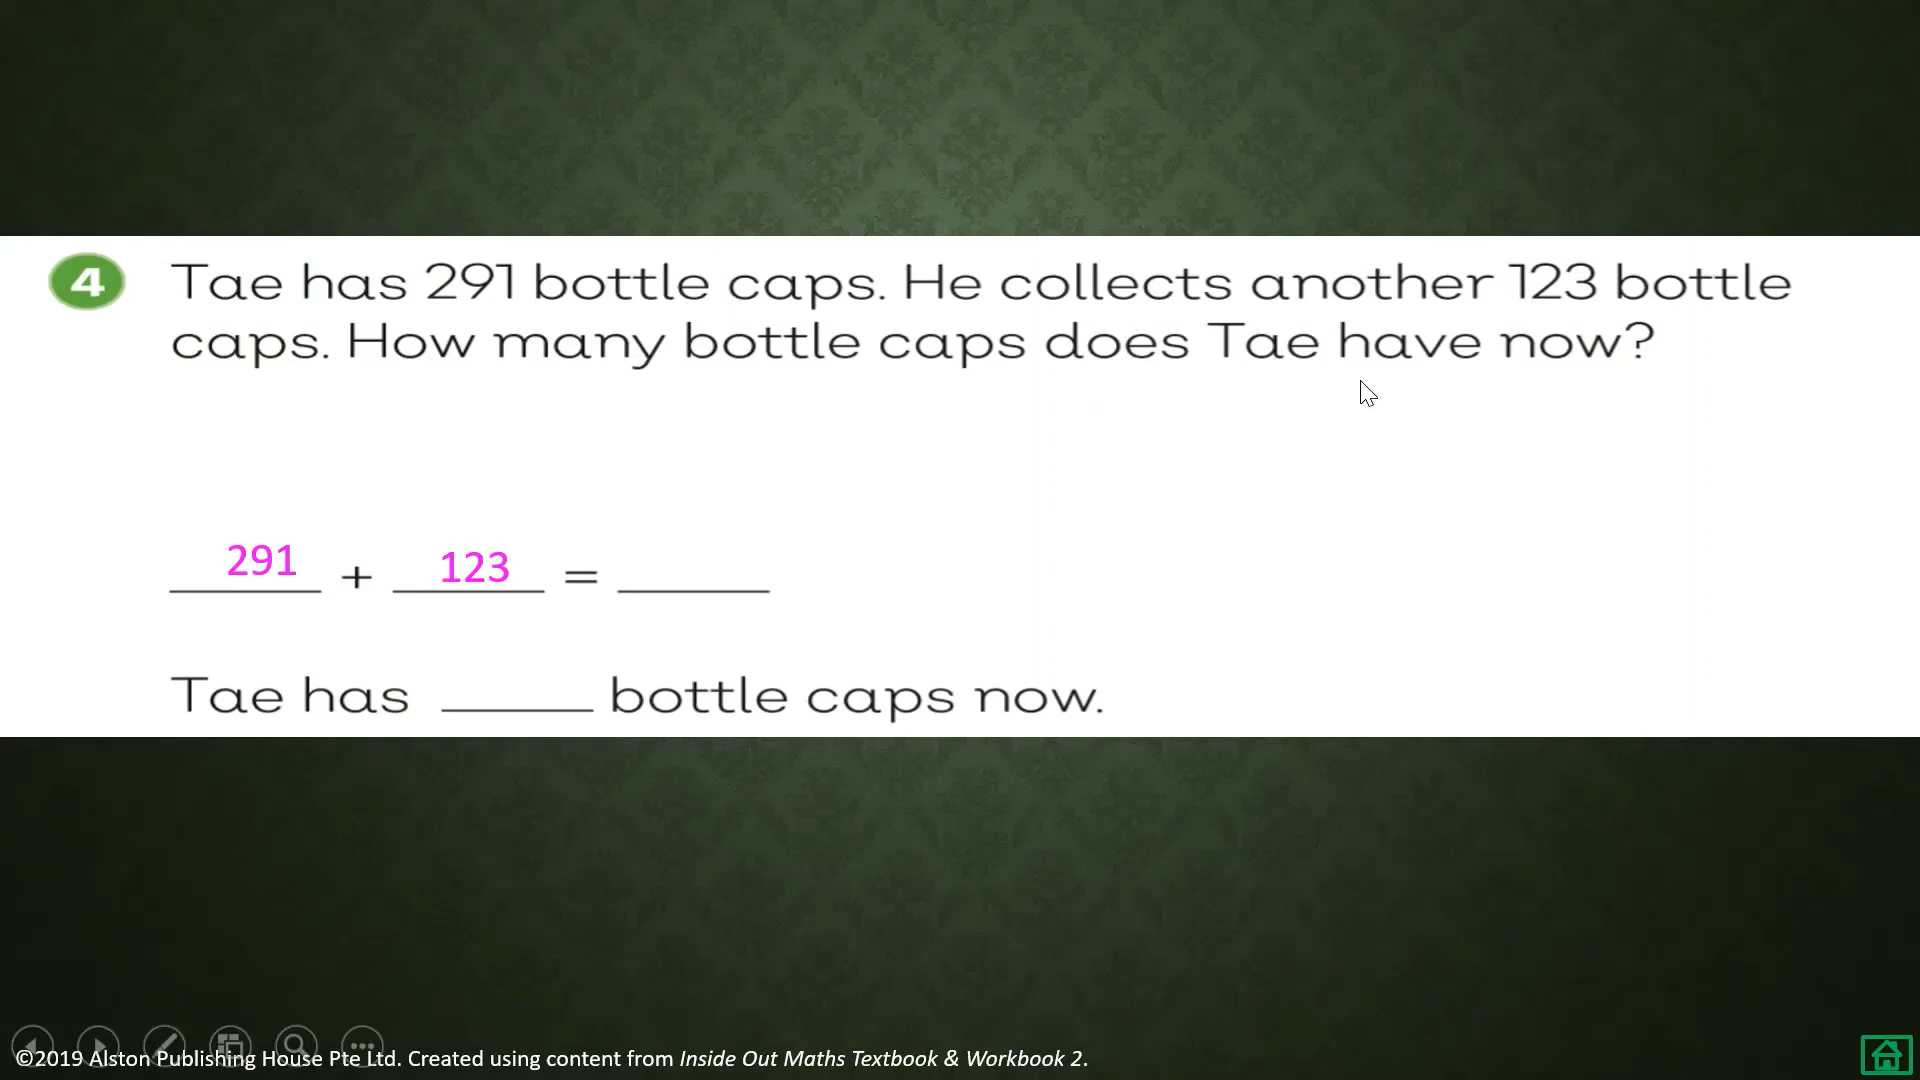 4 Tae has 291 bottle caps. He collects another 123 bottle
caps. How many bottle caps does Tae have now?
291 + 123 = ______
Tae has ______ bottle caps now.
©2019 Alston Publishing House Pte Ltd. Created using content from Inside Out Maths Textbook & Workbook 2.